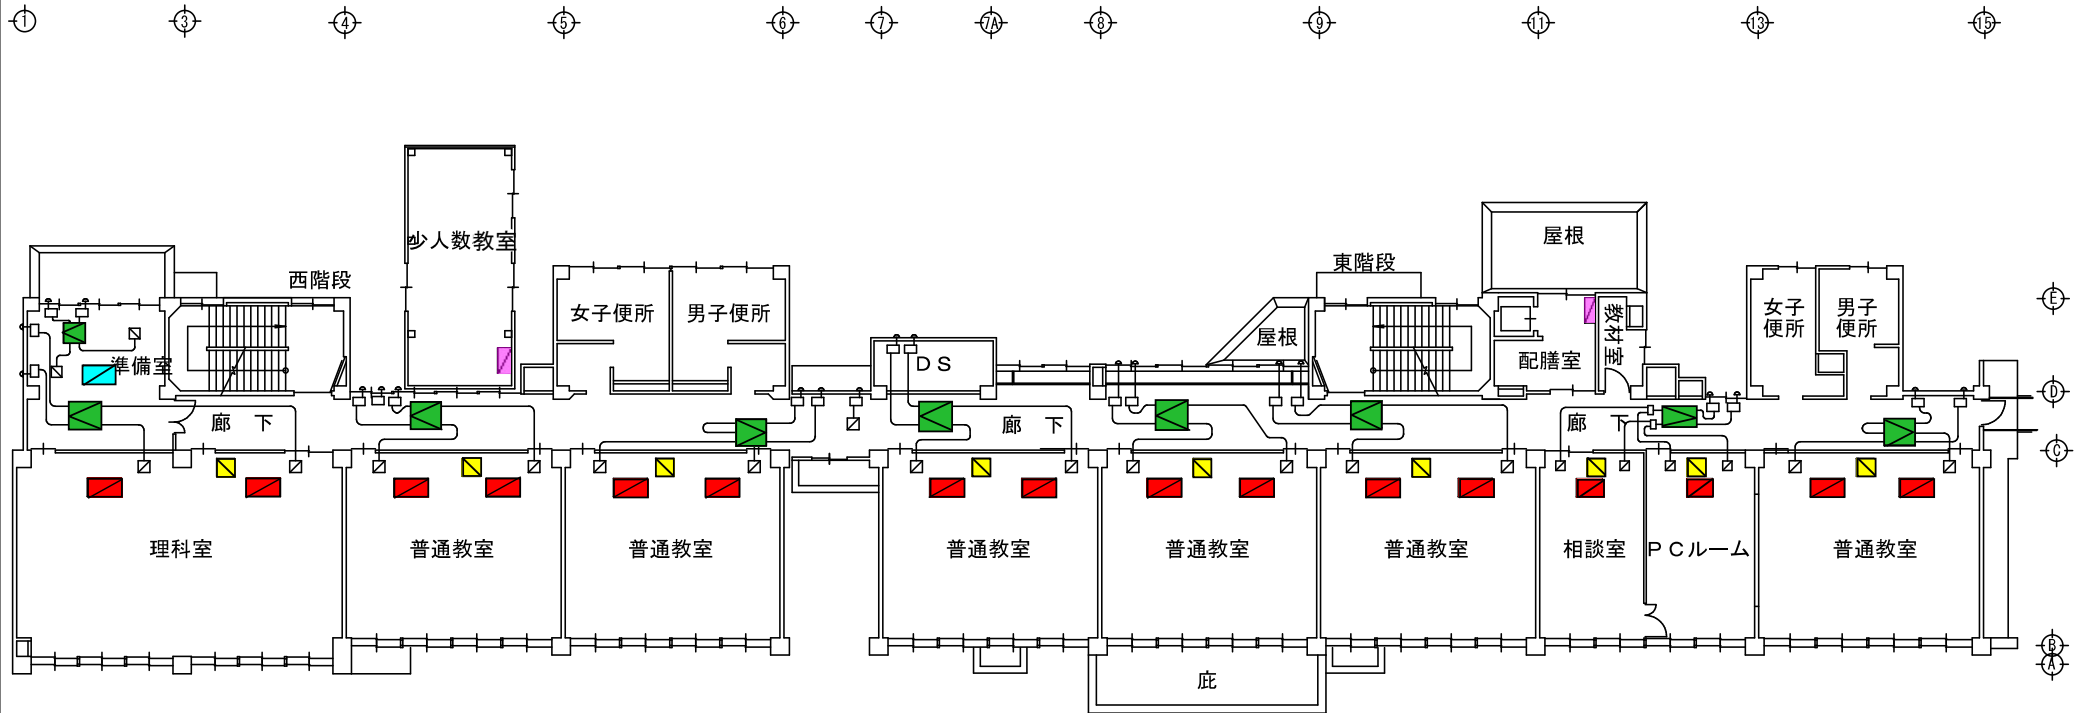 1 3 4 5 6 7 7A 8 9 11 13 15
少人数教室
屋根
東階段
西階段
E
女子便所
男子便所
教材室
女子
便所
男子
便所
屋根
準備室
DS
配膳室
D
廊 下
廊 下
廊 下
C
理科室
普通教室
普通教室
普通教室
普通教室
普通教室
相談室
PCルーム
普通教室
B
A
庇